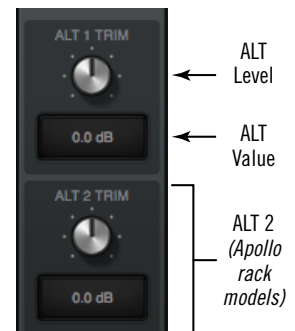 ALT 1 TRIM
ALT
Level
0.0 dB
ALT
Value
ALT 2 TRIM
ALT 2
(Apollo
rack
models)
0.0 dB